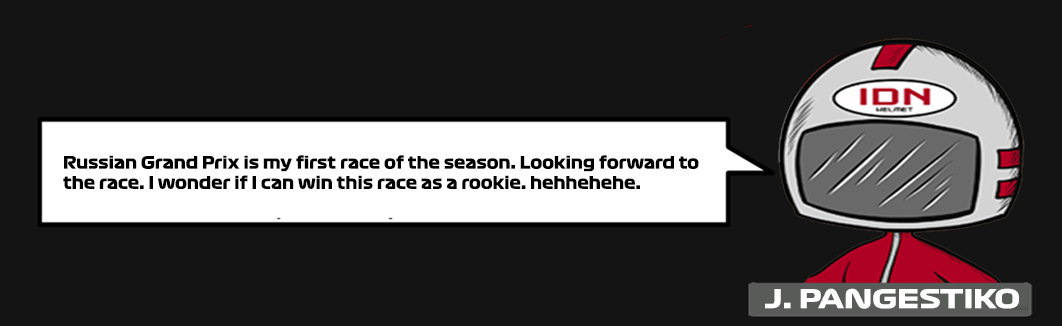 IDN
HELMET
Russian Grand Prix is my first race of the season. Looking forward to
the race. I wonder if I can win this race as a rookie. hehhehehe.
J. PANGESTIKO